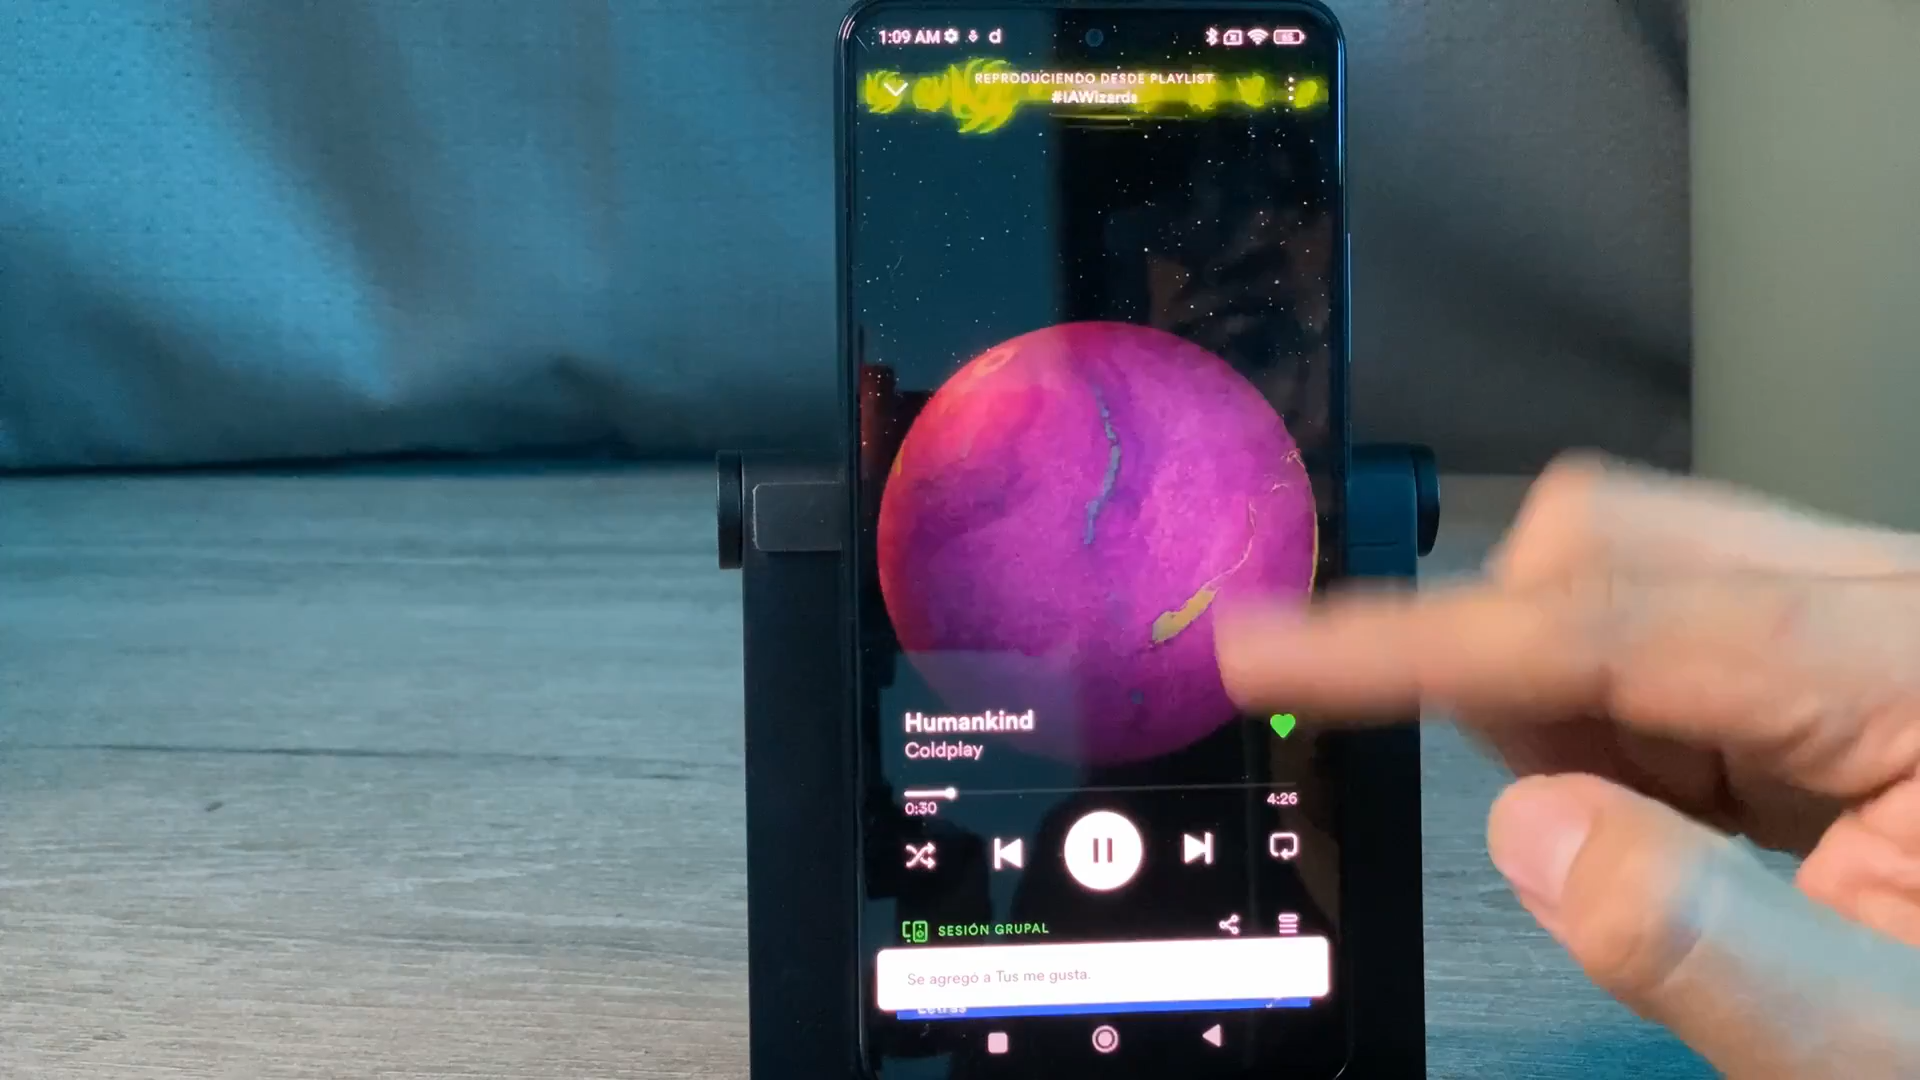 1:09 AM
REPRODUCIENDO DESDE PLAYLIST
#IAWizards
Humankind
Coldplay
0:30
4:26
SESIÓN GRUPAL
Se agregó a Tus me gusta.
Letras